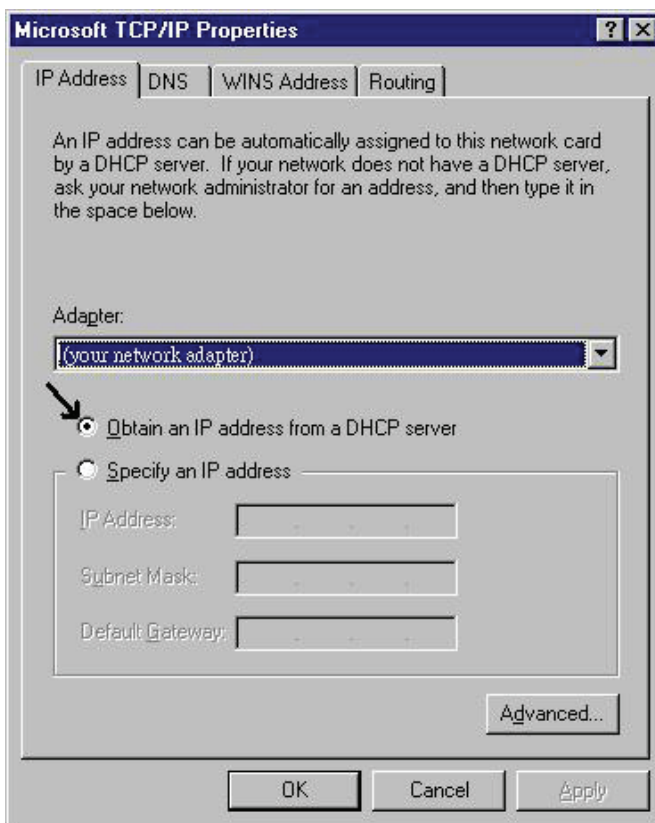 Microsoft TCP/IP Properties
IP Address DNS WINS Address Routing
An IP address can be automatically assigned to this network card
by a DHCP server. If your network does not have a DHCP server,
ask your network administrator for an address, and then type it in
the space below.
Adapter:
(your network adapter)
Obtain an IP address from a DHCP server
Specify an IP address
IP Address:
Subnet Mask:
Default Gateway:
Advanced...
OK Cancel Apply